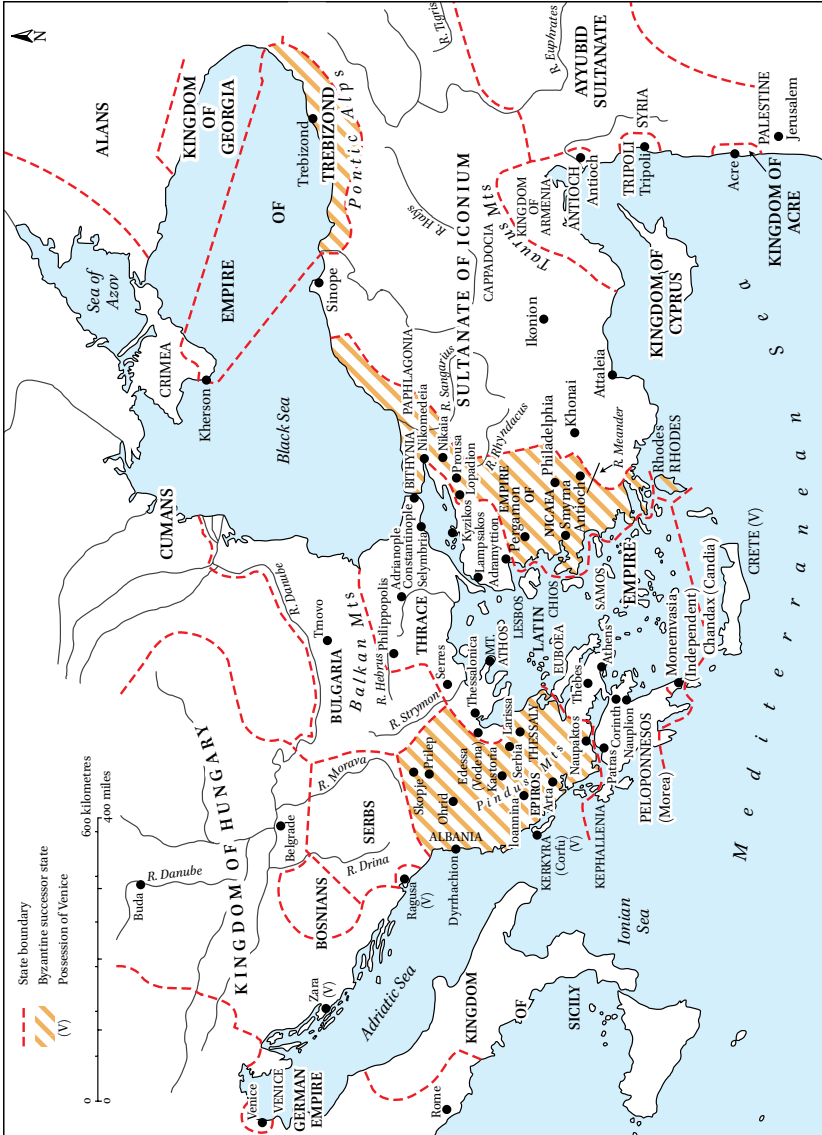 State boundary
Byzantine successor state
(V) Possession of Venice
0 600 kilometres
0 400 miles
ALANS
KINGDOM
OF
GEORGIA
Sea of
Azov
CRIMEA
Kherson
EMPIRE
OF
TREBIZOND
Trebizond
Pontic Alps
Sinope
Black Sea
CUMANS
R. Danube
KINGDOM OF HUNGARY
Buda
R. Danube
Belgrade
R. Morava
R. Drina
SERBS
BOSNIANS
Ragusa
(V)
Zara
(V)
Venice
VENICE
GERMAN
EMPIRE
Adriatic Sea
Rome
KINGDOM
OF
SICILY
Ionian
Sea
BULGARIA
Trnovo
Balkan Mts
R. Hebrus
Philippopolis
Adrianople
THRACE
Constantinople
Selymbria
R. Strymon
Serres
Thessalonica
MT.
ATHOS
Skopje
Prilep
Ohrid
ALBANIA
Dyrrhachion
Edessa
(Vodena)
Kastoria
Serbia
Larissa
THESSALY
Pindus Mts
Ioannina
EPIROS
Arta
KERKYRA
(Corfu)
(V)
KEPHALLENIA
Naupaktos
Patras
Corinth
Nauplion
PELOPONNESOS
(Morea)
Thebes
Athens
EUBOEA
LATIN
EMPIRE
Monemvasia
(Independent)
Chandax (Candia)
CRETE (V)
LESBOS
CHIOS
SAMOS
Rhodes
RHODES
BITHYNIA
PAPHLAGONIA
Nikomedeia
Nikaia
R. Sangarius
Prousa
Lopadion
R. Rhyndacus
Kyzikos
Lampsakos
Adramyttion
EMPIRE
OF
NICAEA
Pergamon
Philadelphia
Smyrna
Antioch
R. Meander
Khonai
Attaleia
Ikonion
SULTANATE OF ICONIUM
CAPPADOCIA
R. Halys
Taurus Mts
KINGDOM
OF
ARMENIA
ANTIOCH
Antioch
TRIPOLI
Tripoli
SYRIA
AYYUBID
SULTANATE
R. Tigris
R. Euphrates
PALESTINE
Jerusalem
Acre
KINGDOM OF
ACRE
KINGDOM OF
CYPRUS
Mediterranean Sea